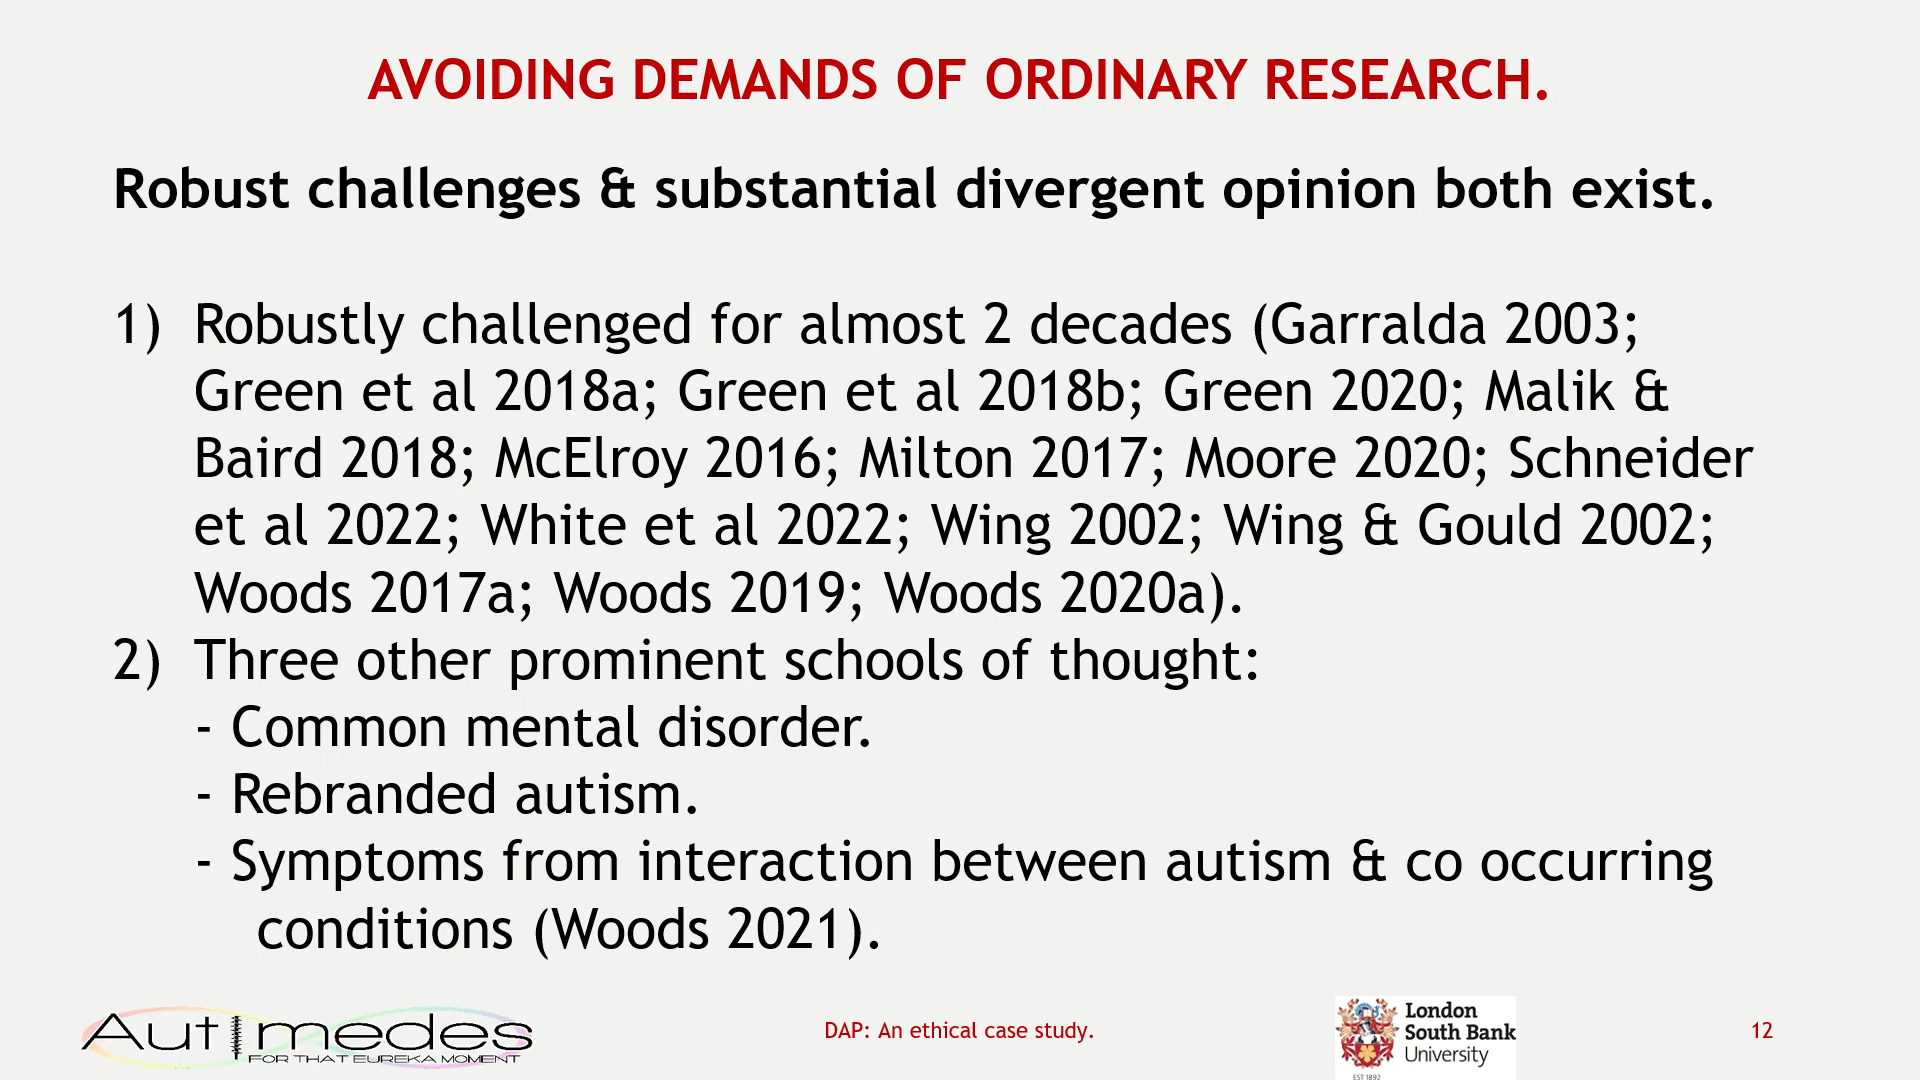 AVOIDING DEMANDS OF ORDINARY RESEARCH.
Robust challenges & substantial divergent opinion both exist.
1) Robustly challenged for almost 2 decades (Garralda 2003;
Green et al 2018a; Green et al 2018b; Green 2020; Malik &
Baird 2018; McElroy 2016; Milton 2017; Moore 2020; Schneider
et al 2022; White et al 2022; Wing 2002; Wing & Gould 2002;
Woods 2017a; Woods 2019; Woods 2020a).
2) Three other prominent schools of thought:
- Common mental disorder.
- Rebranded autism.
- Symptoms from interaction between autism & co occurring
conditions (Woods 2021).
Autimedes
FOR THAT EUREKA MOMENT
DAP: An ethical case study.
London
South Bank
University
EST 1892
12